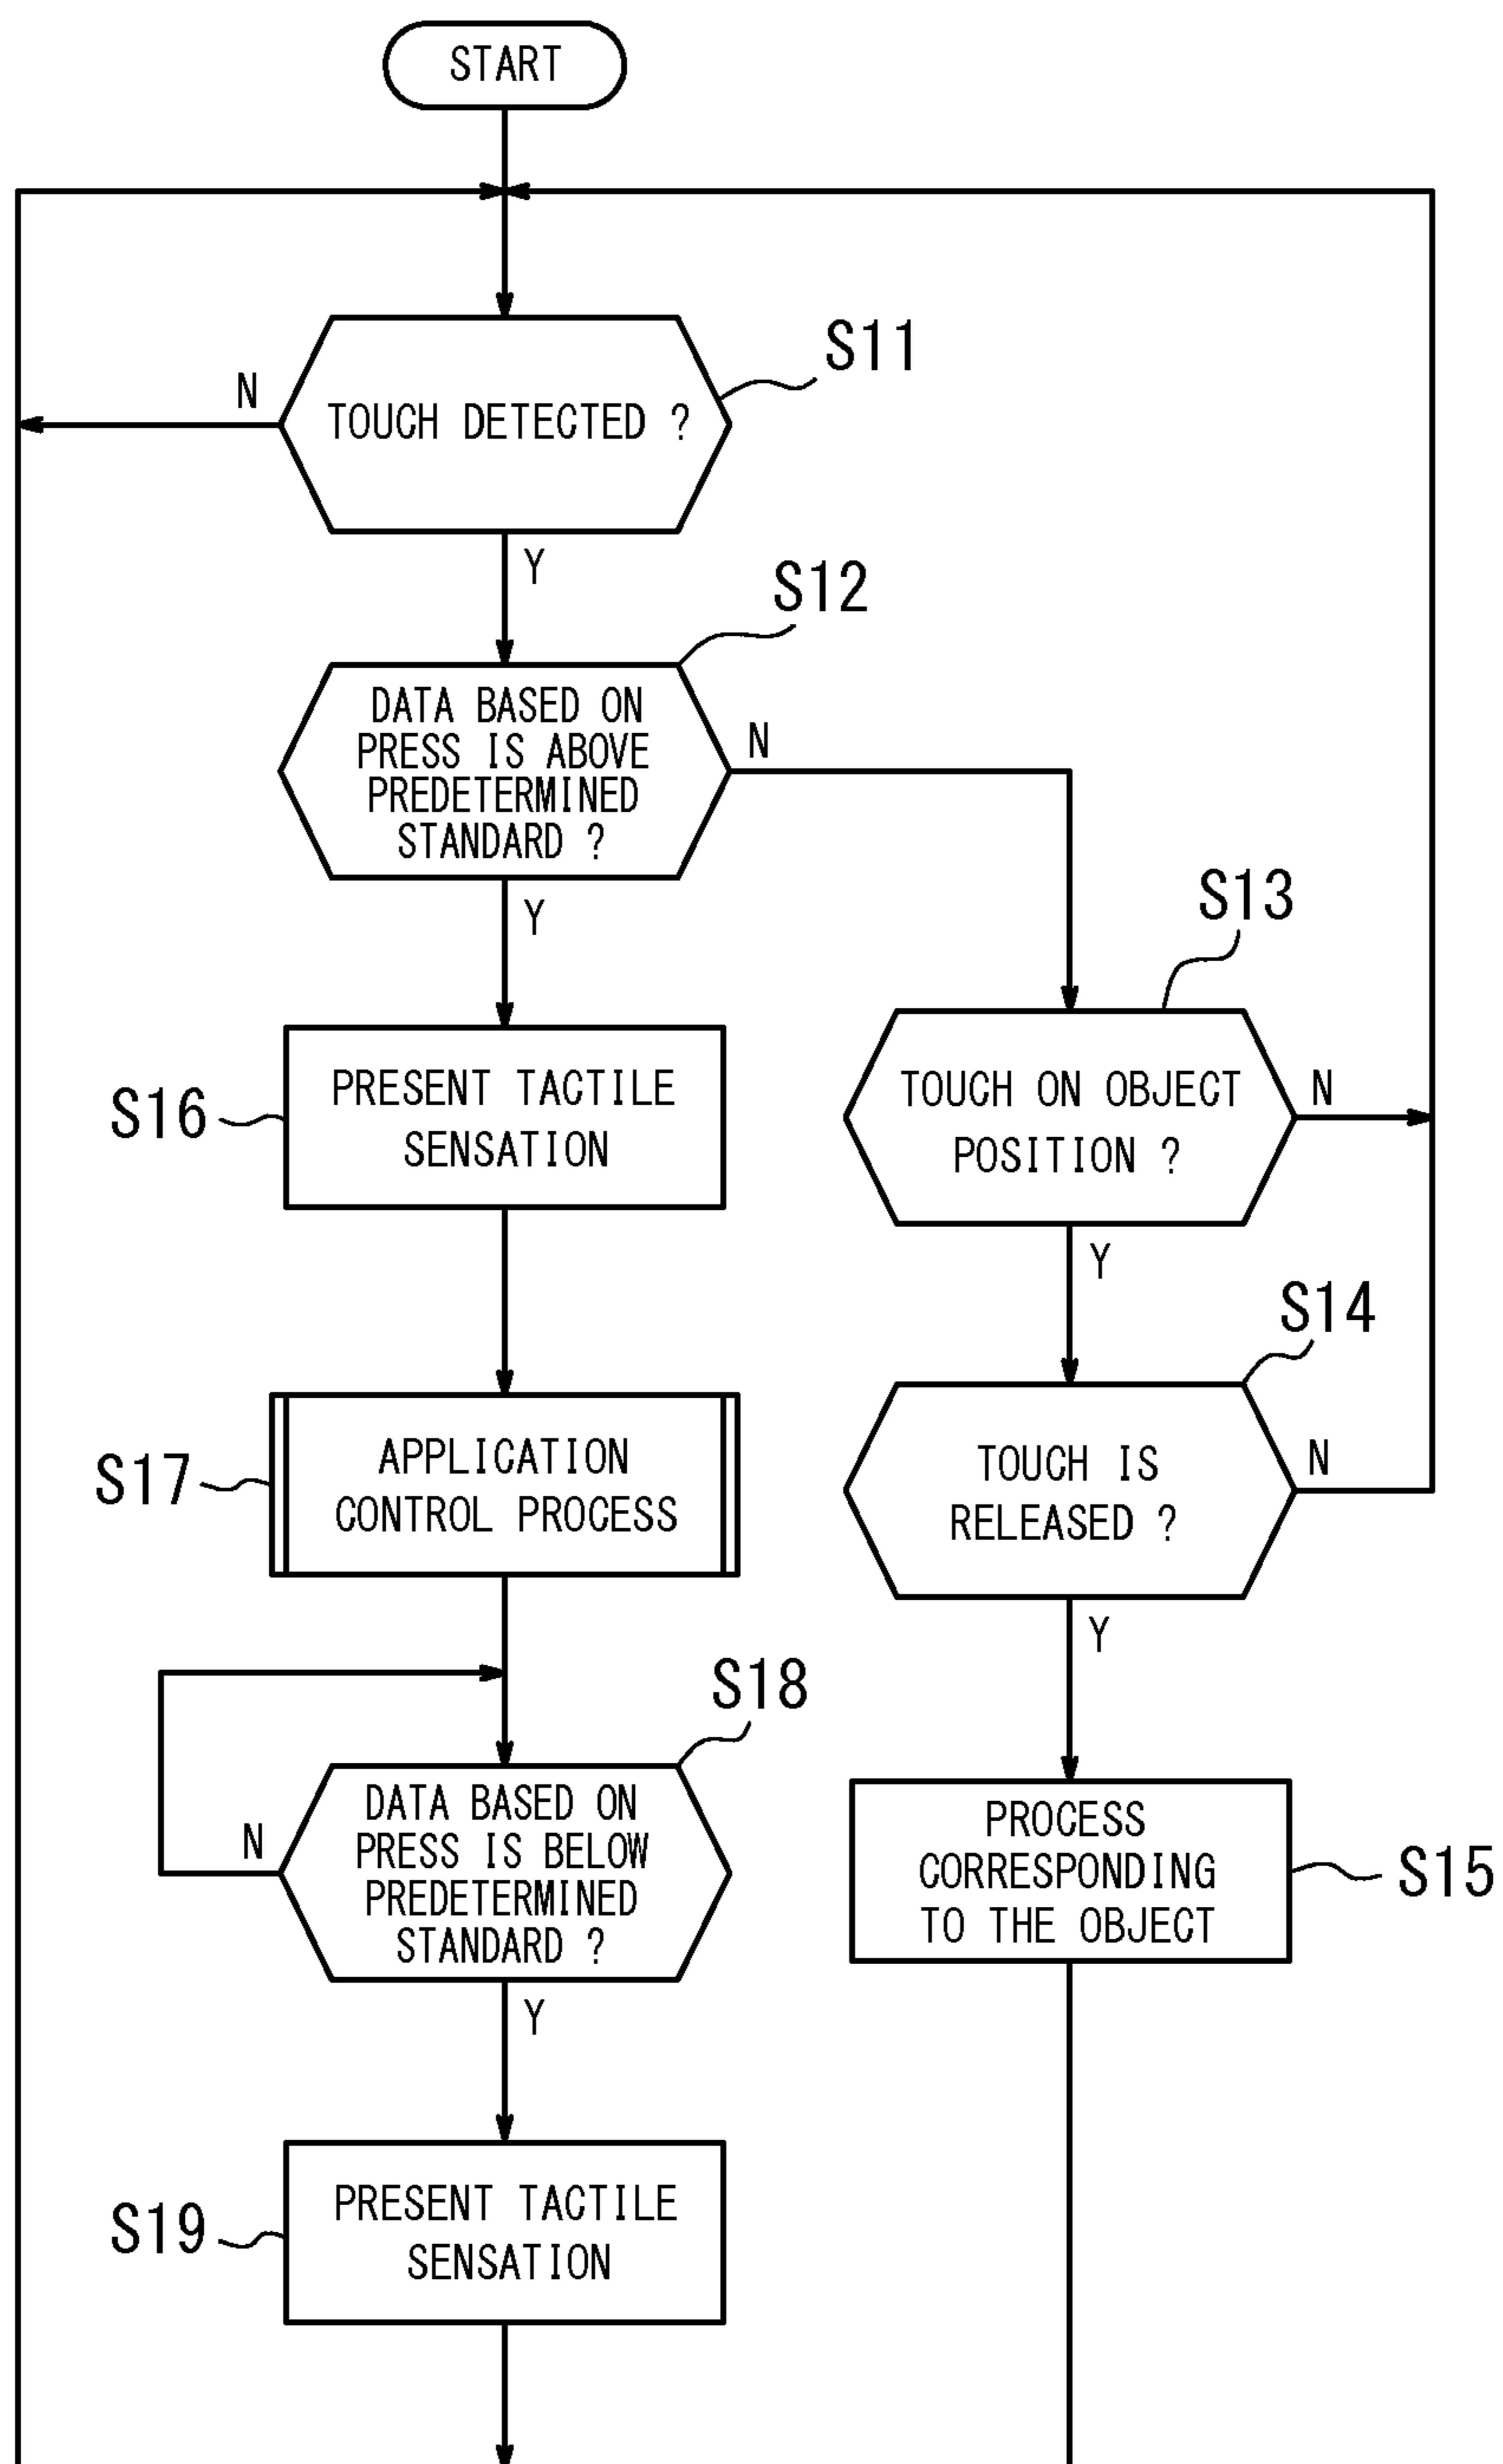 START
S11
N
TOUCH DETECTED ?
Y
S12
DATA BASED ON
PRESS IS ABOVE
PREDETERMINED
STANDARD ?
N
Y
S13
S16
PRESENT TACTILE
SENSATION
TOUCH ON OBJECT
POSITION ?
N
Y
S14
S17
APPLICATION
CONTROL PROCESS
TOUCH IS
RELEASED ?
N
Y
S18
DATA BASED ON
PRESS IS BELOW
PREDETERMINED
STANDARD ?
N
Y
PROCESS
CORRESPONDING
TO THE OBJECT
S15
S19
PRESENT TACTILE
SENSATION